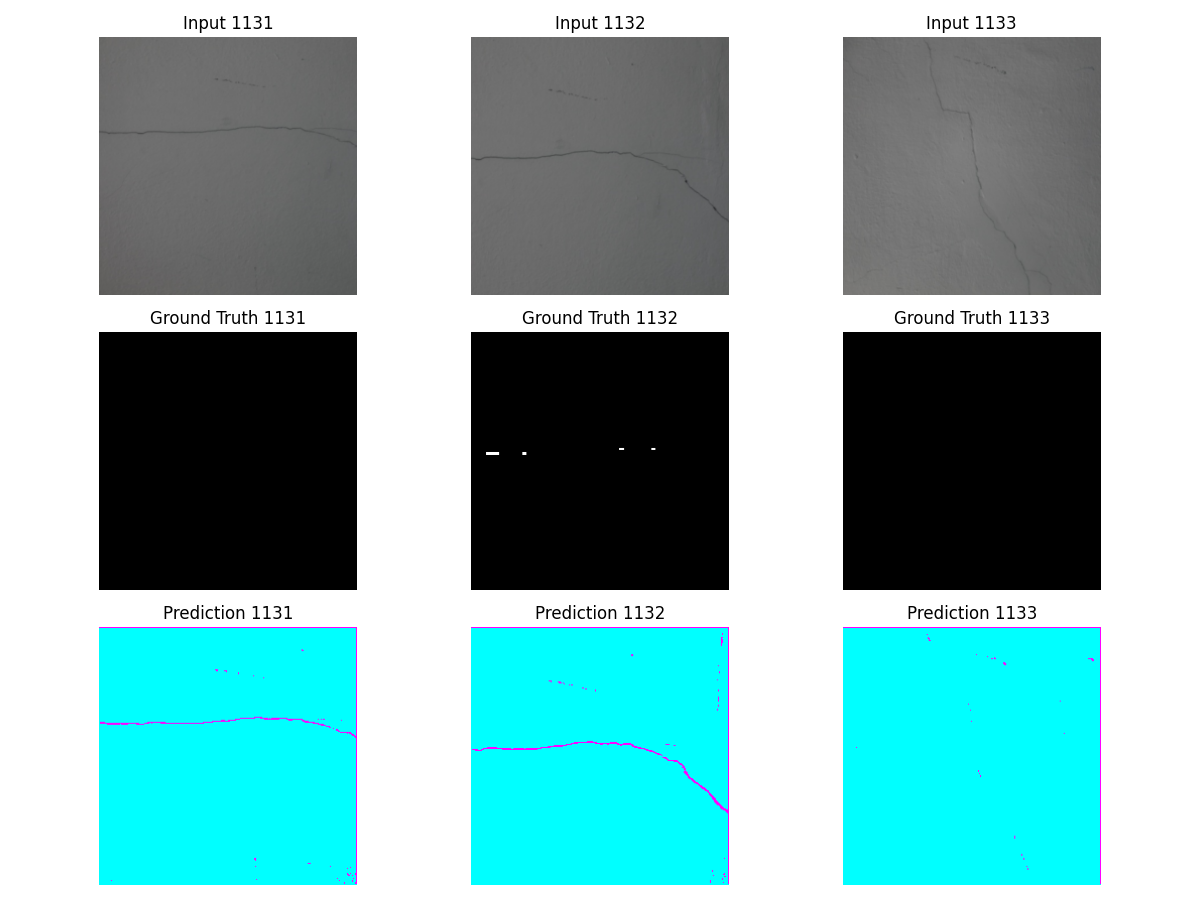 Input 1131
Input 1132
Input 1133
Ground Truth 1131
Ground Truth 1132
Ground Truth 1133
Prediction 1131
Prediction 1132
Prediction 1133